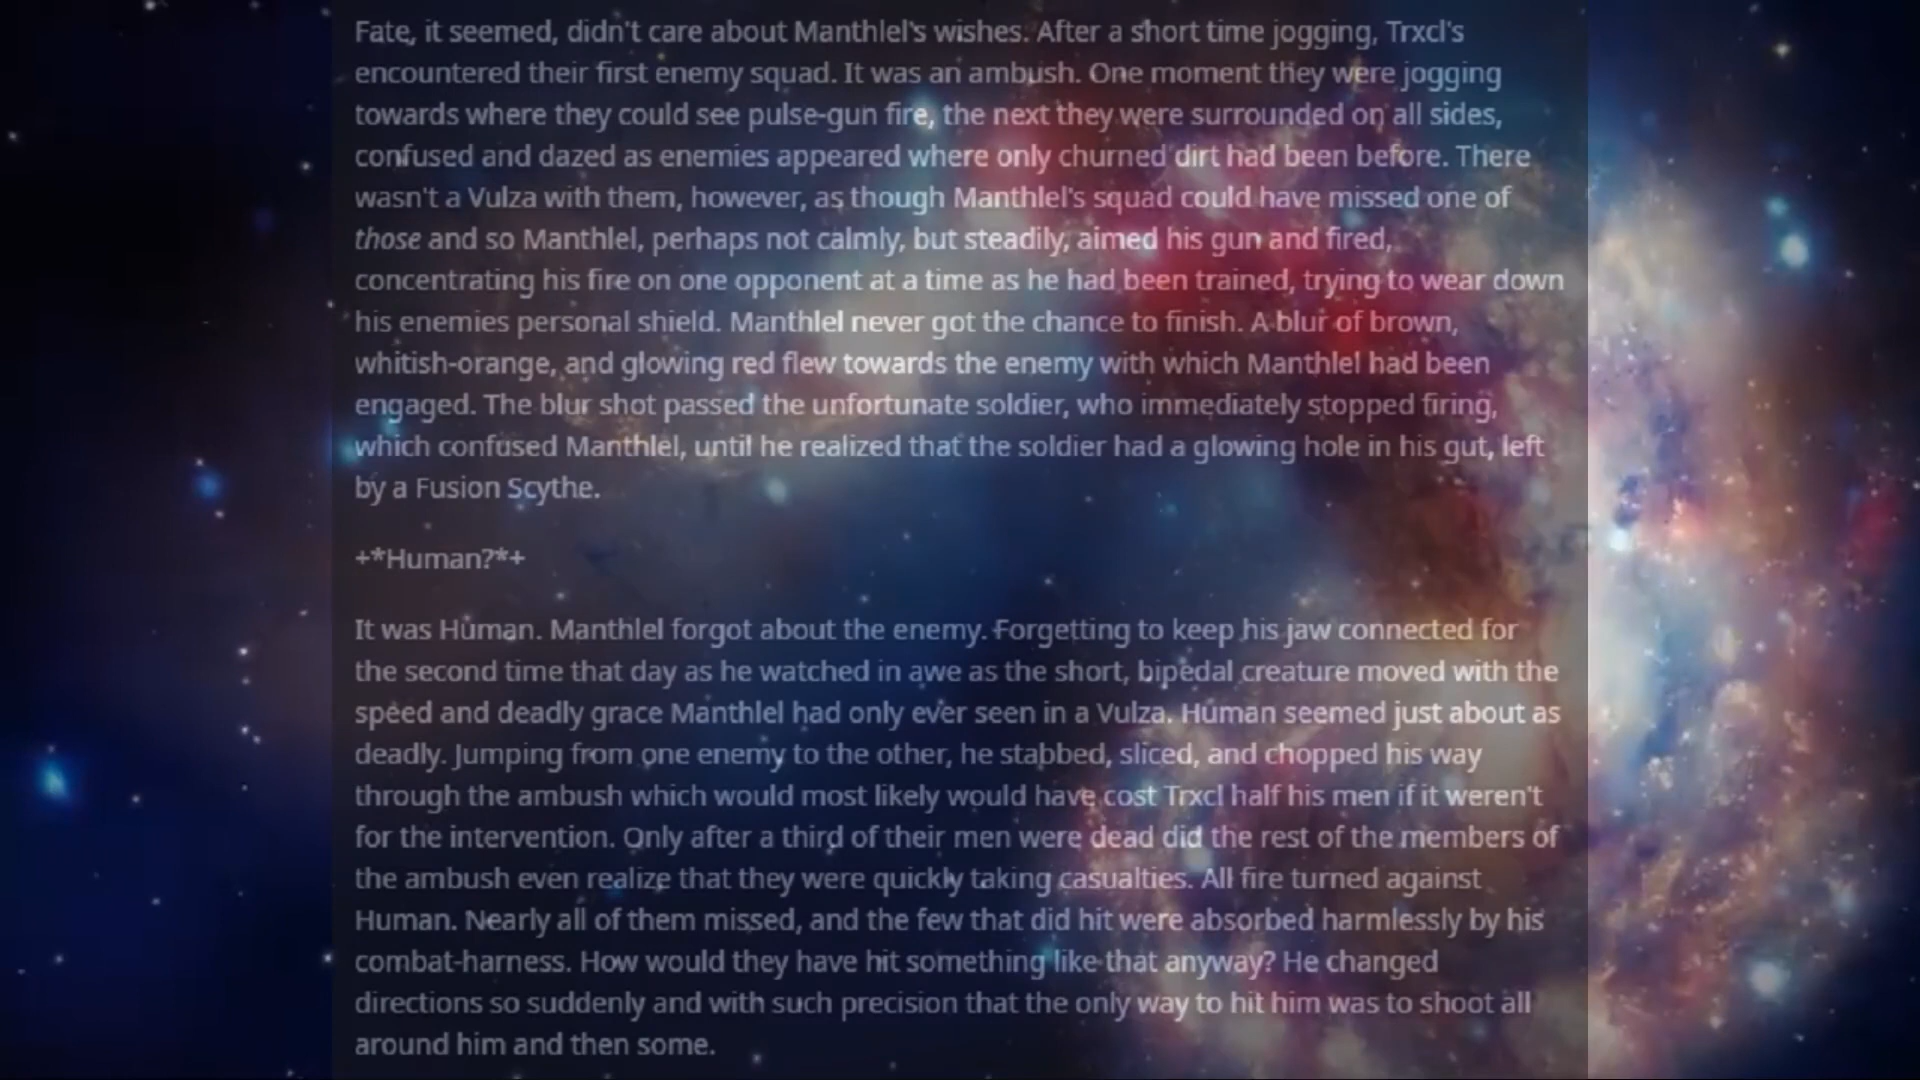 Fate, it seemed, didn't care about Manthlel's wishes. After a short time jogging, Trxcl's
encountered their first enemy squad. It was an ambush. One moment they were jogging
towards where they could see pulse-gun fire, the next they were surrounded on all sides,
confused and dazed as enemies appeared where only churned dirt had been before. There
wasn't a Vulza with them, however, as though Manthlel's squad could have missed one of
those and so Manthlel, perhaps not calmly, but steadily, aimed his gun and fired,
concentrating his fire on one opponent at a time as he had been trained, trying to wear down
his enemies personal shield. Manthlel never got the chance to finish. A blur of brown,
whitish-orange, and glowing red flew towards the enemy with which Manthlel had been
engaged. The blur shot passed the unfortunate soldier, who immediately stopped firing,
which confused Manthlel, until he realized that the soldier had a glowing hole in his gut, left
by a Fusion Scythe.
+*Human?*+
It was Human. Manthlel forgot about the enemy. Forgetting to keep his jaw connected for
the second time that day as he watched in awe as the short, bipedal creature moved with the
speed and deadly grace Manthlel had only ever seen in a Vulza. Human seemed just about as
deadly. Jumping from one enemy to the other, he stabbed, sliced, and chopped his way
through the ambush which would most likely would have cost Trxcl half his men if it weren't
for the intervention. Only after a third of their men were dead did the rest of the members of
the ambush even realize that they were quickly taking casualties. All fire turned against
Human. Nearly all of them missed, and the few that did hit were absorbed harmlessly by his
combat-harness. How would they have hit something like that anyway? He changed
directions so suddenly and with such precision that the only way to hit him was to shoot all
around him and then some.